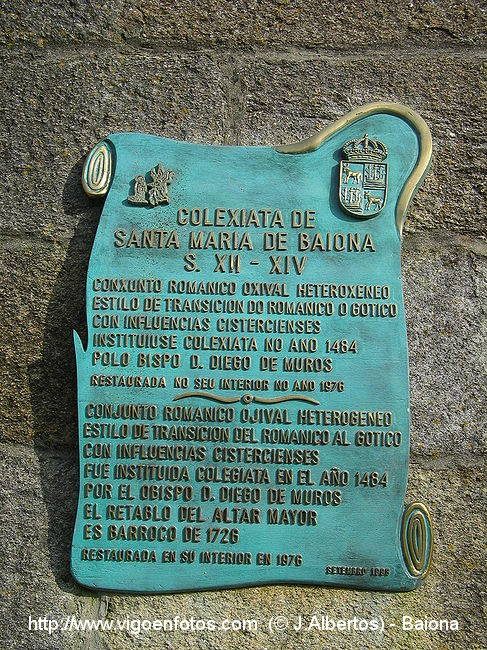 COLEXIATA DE
SANTA MARIA DE BAIONA
S. XII - XIV
CONXUNTO ROMANICO OXIVAL HETEROXENEO
ESTILO DE TRANSICION DO ROMANICO O GOTICO
CON INFLUENCIAS CISTERCIENSES
INSTITUIUSE COLEXIATA NO ANO 1484
POLO BISPO D. DIEGO DE MUROS
RESTAURADA NO SEU INTERIOR NO ANO 1976
CONJUNTO ROMANICO OJIVAL HETEROGENEO
ESTILO DE TRANSICION DEL ROMANICO AL GOTICO
CON INFLUENCIAS CISTERCIENSES
FUE INSTITUIDA COLEGIATA EN EL AÑO 1484
POR EL OBISPO D. DIEGO DE MUROS
EL RETABLO DEL ALTAR MAYOR
ES BARROCO DE 1726
RESTAURADA EN SU INTERIOR EN 1976
SETEMBRO
http://www.vigoenfotos.com (© J.Albertos) - Baiona